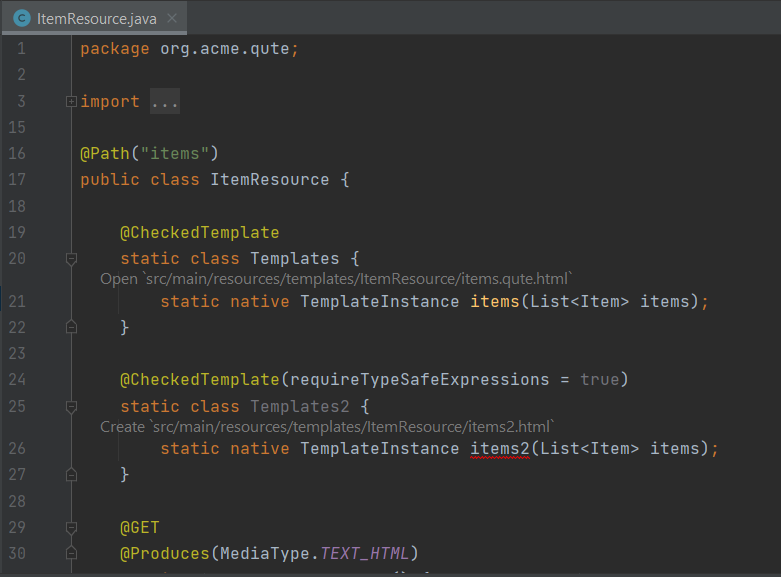 ItemResource.java
1 package org.acme.qute;
2
3 import ...
15
16 @Path("items")
17 public class ItemResource {
18
19 @CheckedTemplate
20 static class Templates {
Open `src/main/resources/templates/ItemResource/items.qute.html`
21 static native TemplateInstance items(List<Item> items);
22 }
23
24 @CheckedTemplate(requireTypeSafeExpressions = true)
25 static class Templates2 {
Create `src/main/resources/templates/ItemResource/items2.html`
26 static native TemplateInstance items2(List<Item> items);
27 }
28
29 @GET
30 @Produces(MediaType.TEXT_HTML)